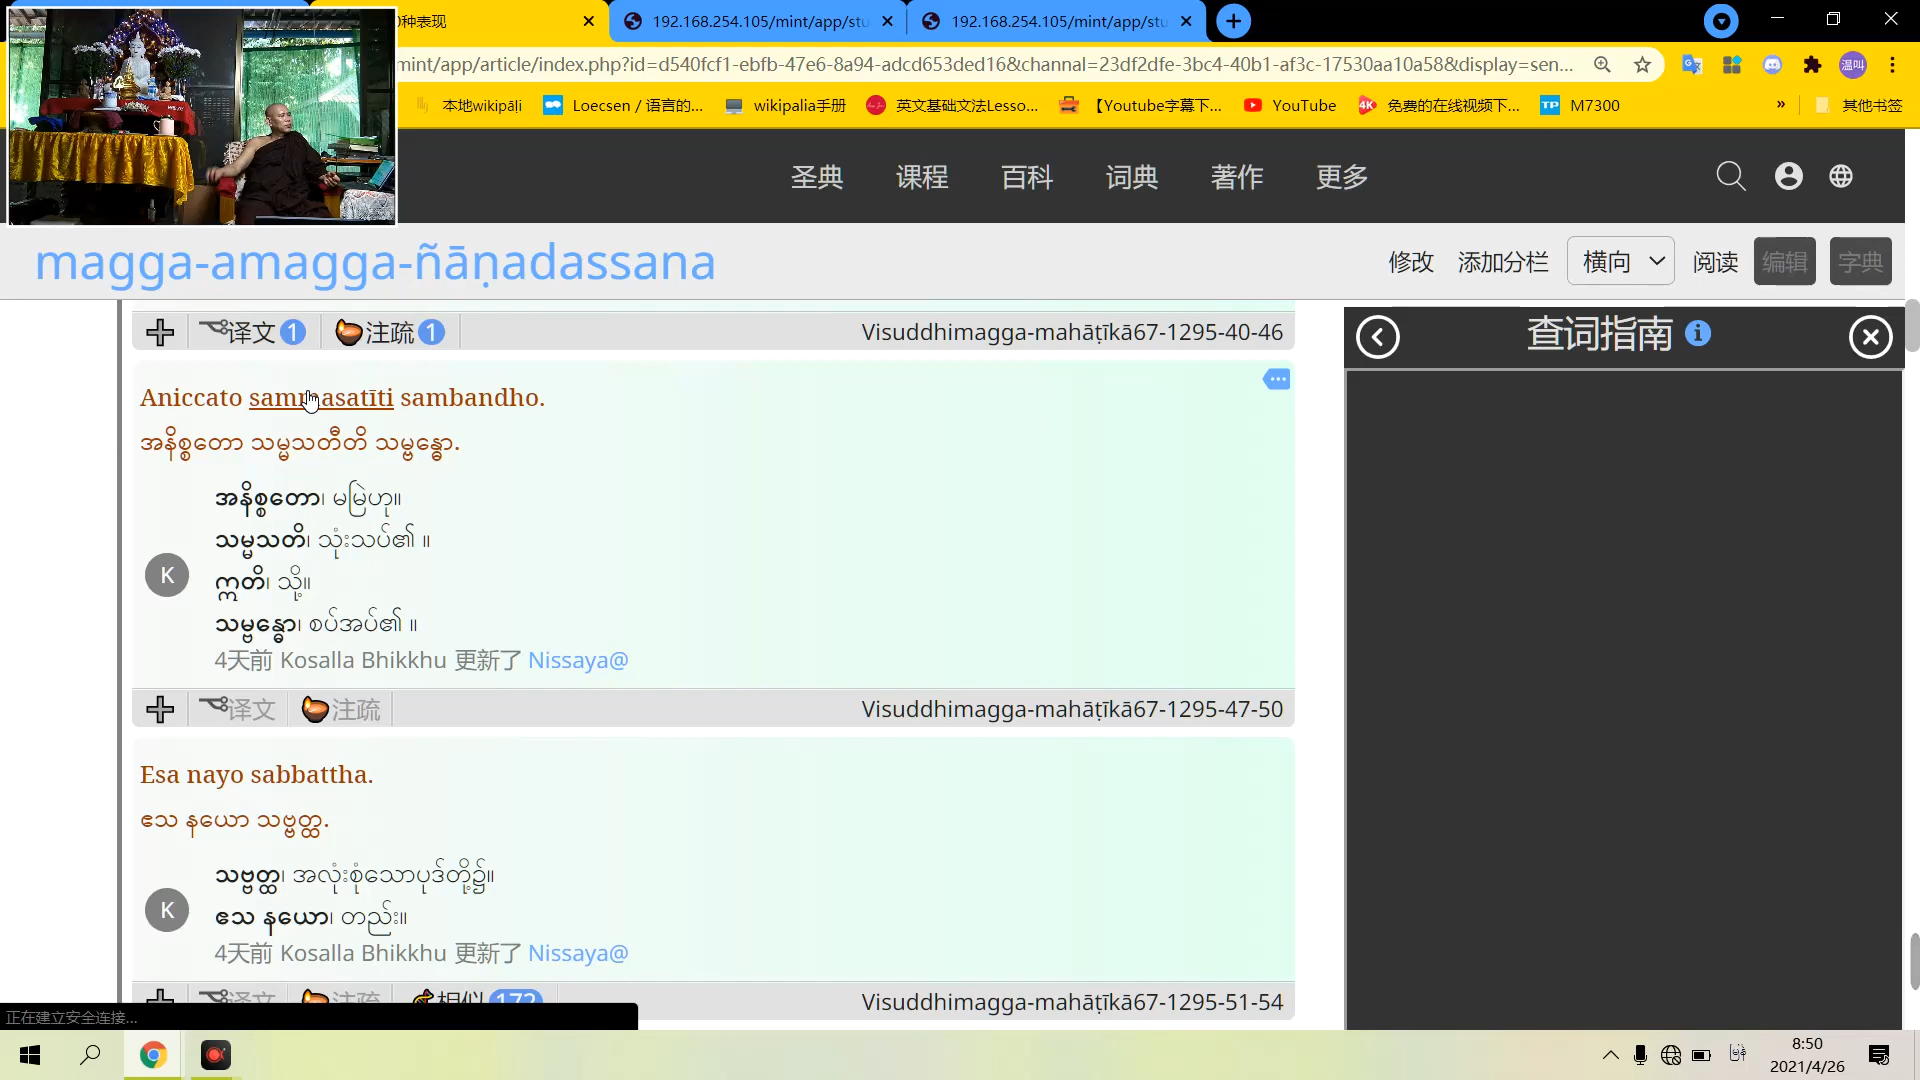 0种表现
192.168.254.105/mint/app/stu
192.168.254.105/mint/app/stu
mint/app/article/index.php?id=d540fcf1-ebfb-47e6-8a94-adcd653ded16&channal=23df2dfe-3bc4-40b1-af3c-17530aa10a58&display=sen...
温叫
本地wikipāḷi
Loecsen / 语言的...
wikipalia手册
英文基础文法Lesso...
【Youtube字幕下...
YouTube
免费的在线视频下...
TP M7300
»
其他书签
圣典 课程 百科 词典 著作 更多
magga-amagga-ñāṇadassana
修改 添加分栏 横向 阅读 编辑 字典
译文 1 注疏 1 Visuddhimagga-mahāṭīkā67-1295-40-46
查词指南
Aniccato sammasatīti sambandho.
အနိစ္စတော သမ္မသတီတိ သမ္ဗန္ဓော.
အနိစ္စတော၊ မမြဲဟု။
သမ္မသတိ၊ သုံးသပ်၏ ။
ဣတိ၊ သို့။
သမ္ဗန္ဓော၊ စပ်အပ်၏ ။
K
4天前 Kosalla Bhikkhu 更新了 Nissaya@
译文 注疏 Visuddhimagga-mahāṭīkā67-1295-47-50
Esa nayo sabbattha.
ဧသ နယော သဗ္ဗတ္ထ.
သဗ္ဗတ္ထ၊ အလုံးစုံသောပုဒ်တို့၌။
ဧသ နယော၊ တည်း။
K
4天前 Kosalla Bhikkhu 更新了 Nissaya@
译文 注疏 相似 172 Visuddhimagga-mahāṭīkā67-1295-51-54
正在建立安全连接...
8:50
2021/4/26